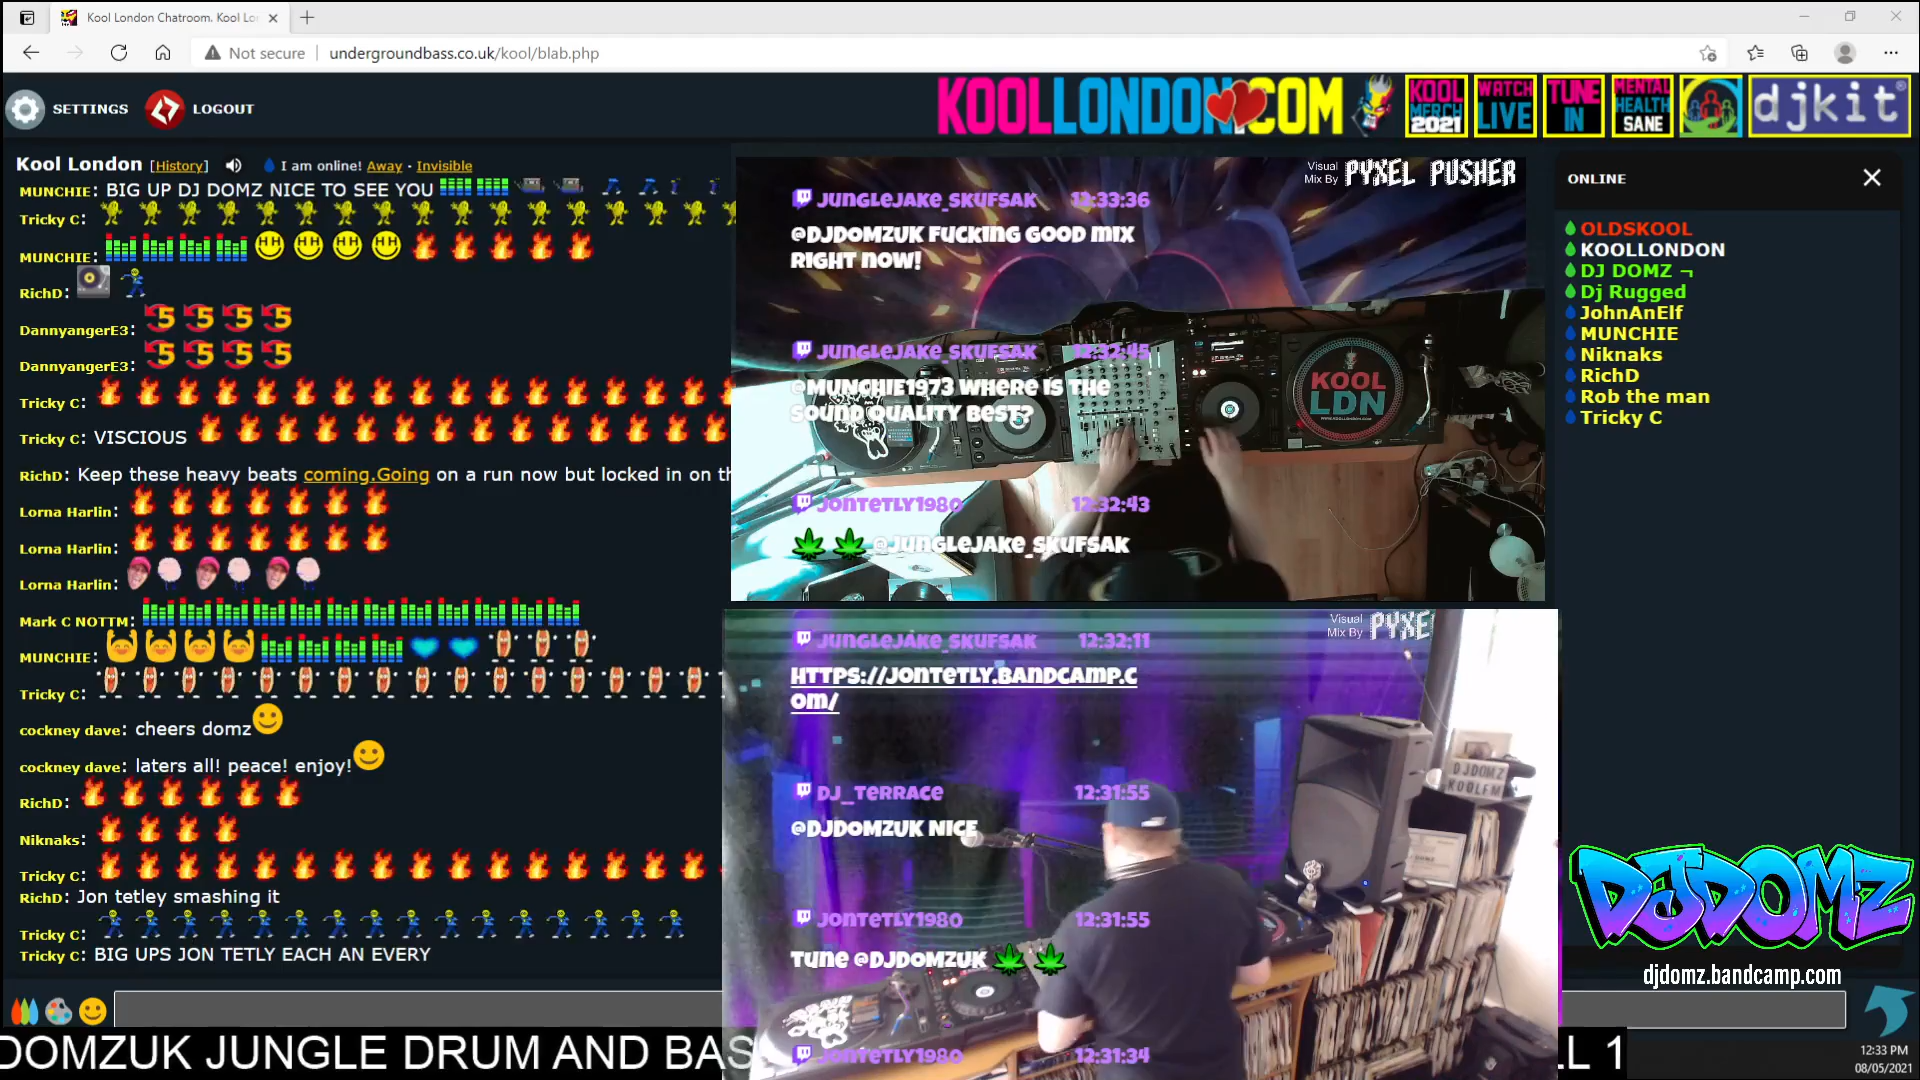 Kool London Chatroom. Kool Lo
Not secure
undergroundbass.co.uk/kool/blab.php
SETTINGS
LOGOUT
KOOLLONDON.COM
KOOL
MERCH
2021
WATCH
LIVE
TUNE
IN
MENTAL
HEALTH
SANE
djkit
Kool London [History] I am online! Away · Invisible
MUNCHIE: BIG UP DJ DOMZ NICE TO SEE YOU
Tricky C:
MUNCHIE:
RichD:
DannyangerE3:
DannyangerE3:
Tricky C:
Tricky C: VISCIOUS
RichD: Keep these heavy beats coming.Going on a run now but locked in on th
Lorna Harlin:
Lorna Harlin:
Lorna Harlin:
Mark C NOTTM:
MUNCHIE:
Tricky C:
cockney dave: cheers domz
cockney dave: laters all! peace! enjoy!
RichD:
Niknaks:
Tricky C:
RichD: Jon tetley smashing it
Tricky C:
Tricky C: BIG UPS JON TETLY EACH AN EVERY
Visual
Mix By PYXEL PUSHER
JUNGLEJAKE_SKUFSAK 12:33:36
@DJDOMZUK FUCKING GOOD MIX
RIGHT NOW!
JUNGLEJAKE_SKUFSAK 12:32:45
@MUNCHIE1973 WHERE IS THE
SOUND QUALITY BEST?
JONTETLY1980 12:32:43
@JUNGLEJAKE_SKUFSAK
KOOL
LDN
Visual
Mix By PYXE
JUNGLEJAKE_SKUFSAK 12:32:11
HTTPS://JONTETLY.BANDCAMP.C
OM/
DJ_TERRACE 12:31:55
@DJDOMZUK NICE
JONTETLY1980 12:31:55
TUNE @DJDOMZUK
JONTETLY1980 12:31:34
DJDOMZ
KOOLFM
ONLINE
OLDSKOOL
KOOLLONDON
DJ DOMZ ¬
Dj Rugged
JohnAnElf
MUNCHIE
Niknaks
RichD
Rob the man
Tricky C
DJDOMZ
djdomz.bandcamp.com
DOMZUK JUNGLE DRUM AND BAS
LL 1
12:33 PM
08/05/2021